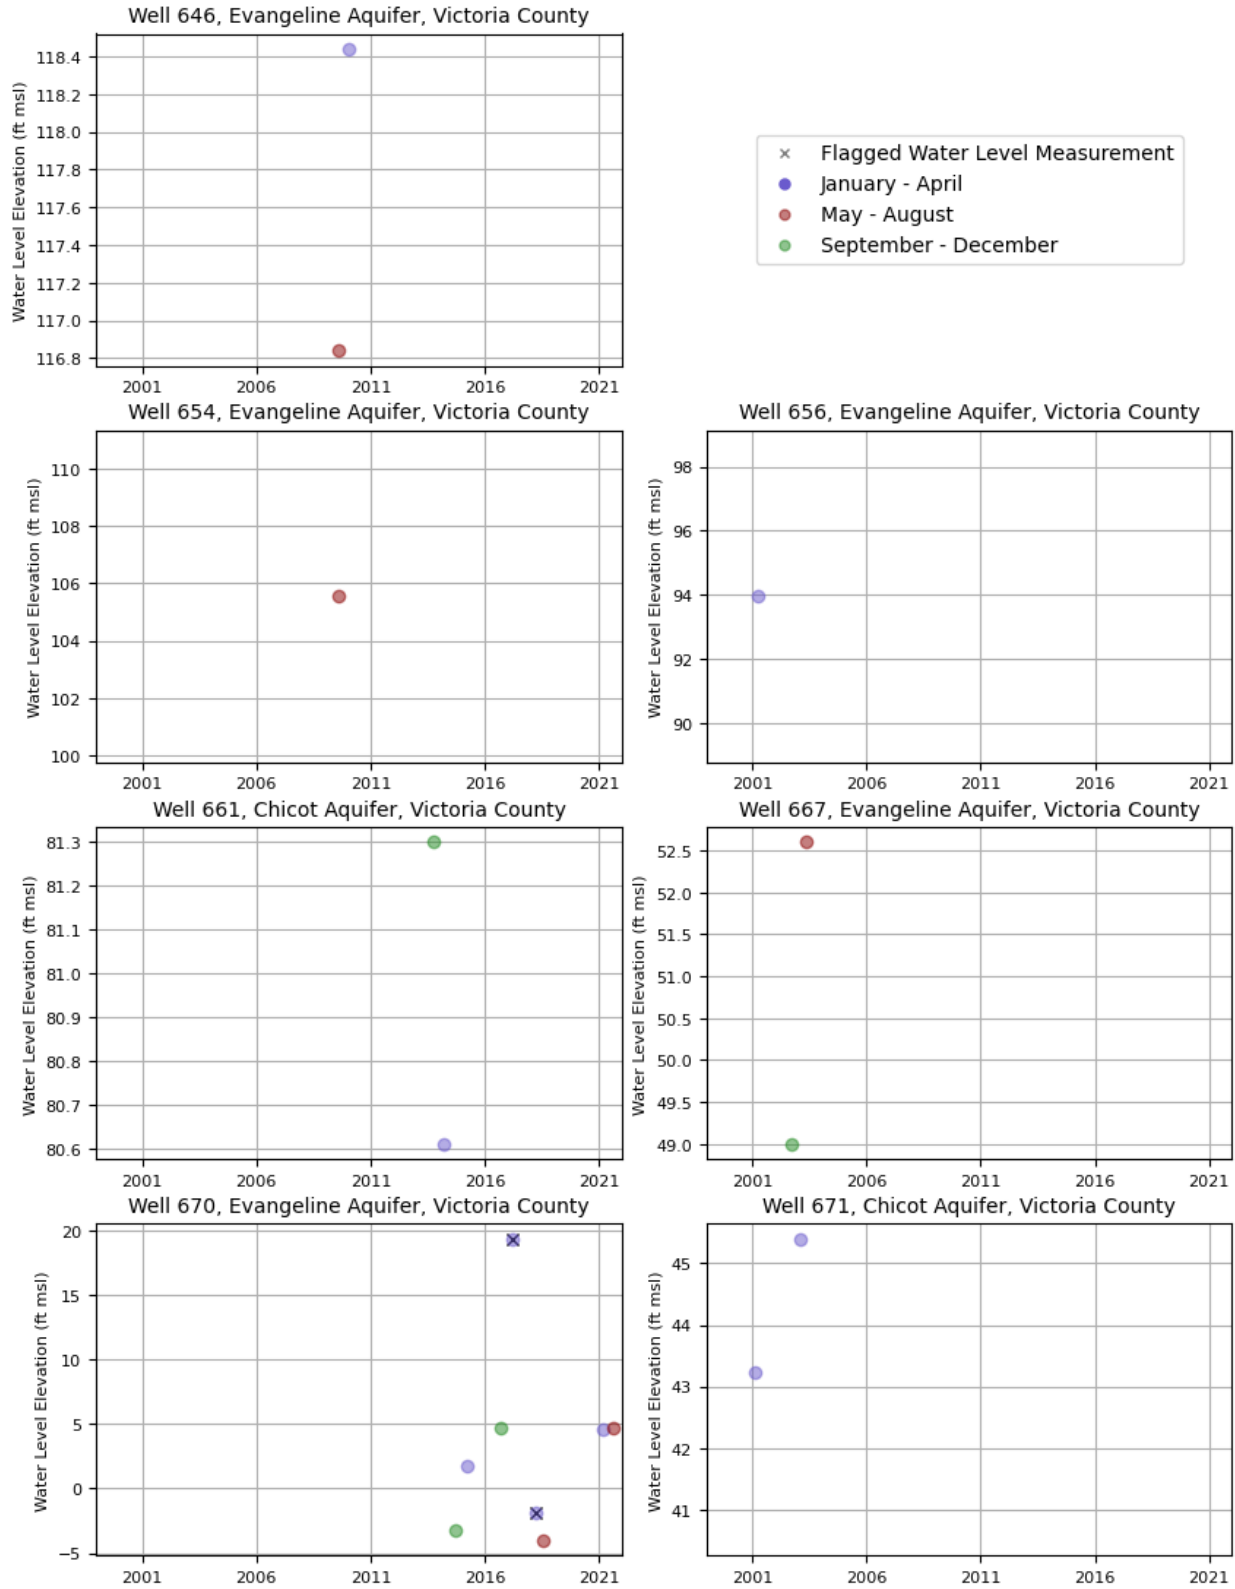 Well 646, Evangeline Aquifer, Victoria County
Water Level Elevation (ft msl)
118.4
118.2
118.0
117.8
117.6
117.4
117.2
117.0
116.8
2001 2006 2011 2016 2021
× Flagged Water Level Measurement
January - April
May - August
September - December
Well 654, Evangeline Aquifer, Victoria County
Water Level Elevation (ft msl)
110
108
106
104
102
100
2001 2006 2011 2016 2021
Well 656, Evangeline Aquifer, Victoria County
Water Level Elevation (ft msl)
98
96
94
92
90
2001 2006 2011 2016 2021
Well 661, Chicot Aquifer, Victoria County
Water Level Elevation (ft msl)
81.3
81.2
81.1
81.0
80.9
80.8
80.7
80.6
2001 2006 2011 2016 2021
Well 667, Evangeline Aquifer, Victoria County
Water Level Elevation (ft msl)
52.5
52.0
51.5
51.0
50.5
50.0
49.5
49.0
2001 2006 2011 2016 2021
Well 670, Evangeline Aquifer, Victoria County
Water Level Elevation (ft msl)
20
15
10
5
0
−5
2001 2006 2011 2016 2021
Well 671, Chicot Aquifer, Victoria County
Water Level Elevation (ft msl)
45
44
43
42
41
2001 2006 2011 2016 2021